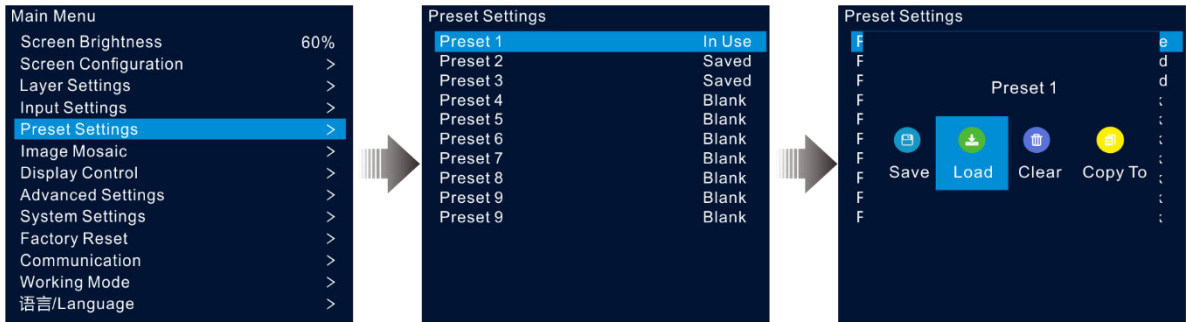 Main Menu
Screen Brightness 60%
Screen Configuration >
Layer Settings >
Input Settings >
Preset Settings >
Image Mosaic >
Display Control >
Advanced Settings >
System Settings >
Factory Reset >
Communication >
Working Mode >
语言/Language >
Preset Settings
Preset 1 In Use
Preset 2 Saved
Preset 3 Saved
Preset 4 Blank
Preset 5 Blank
Preset 6 Blank
Preset 7 Blank
Preset 8 Blank
Preset 9 Blank
Preset 9 Blank
Preset Settings
Preset 1
Save Load Clear Copy To